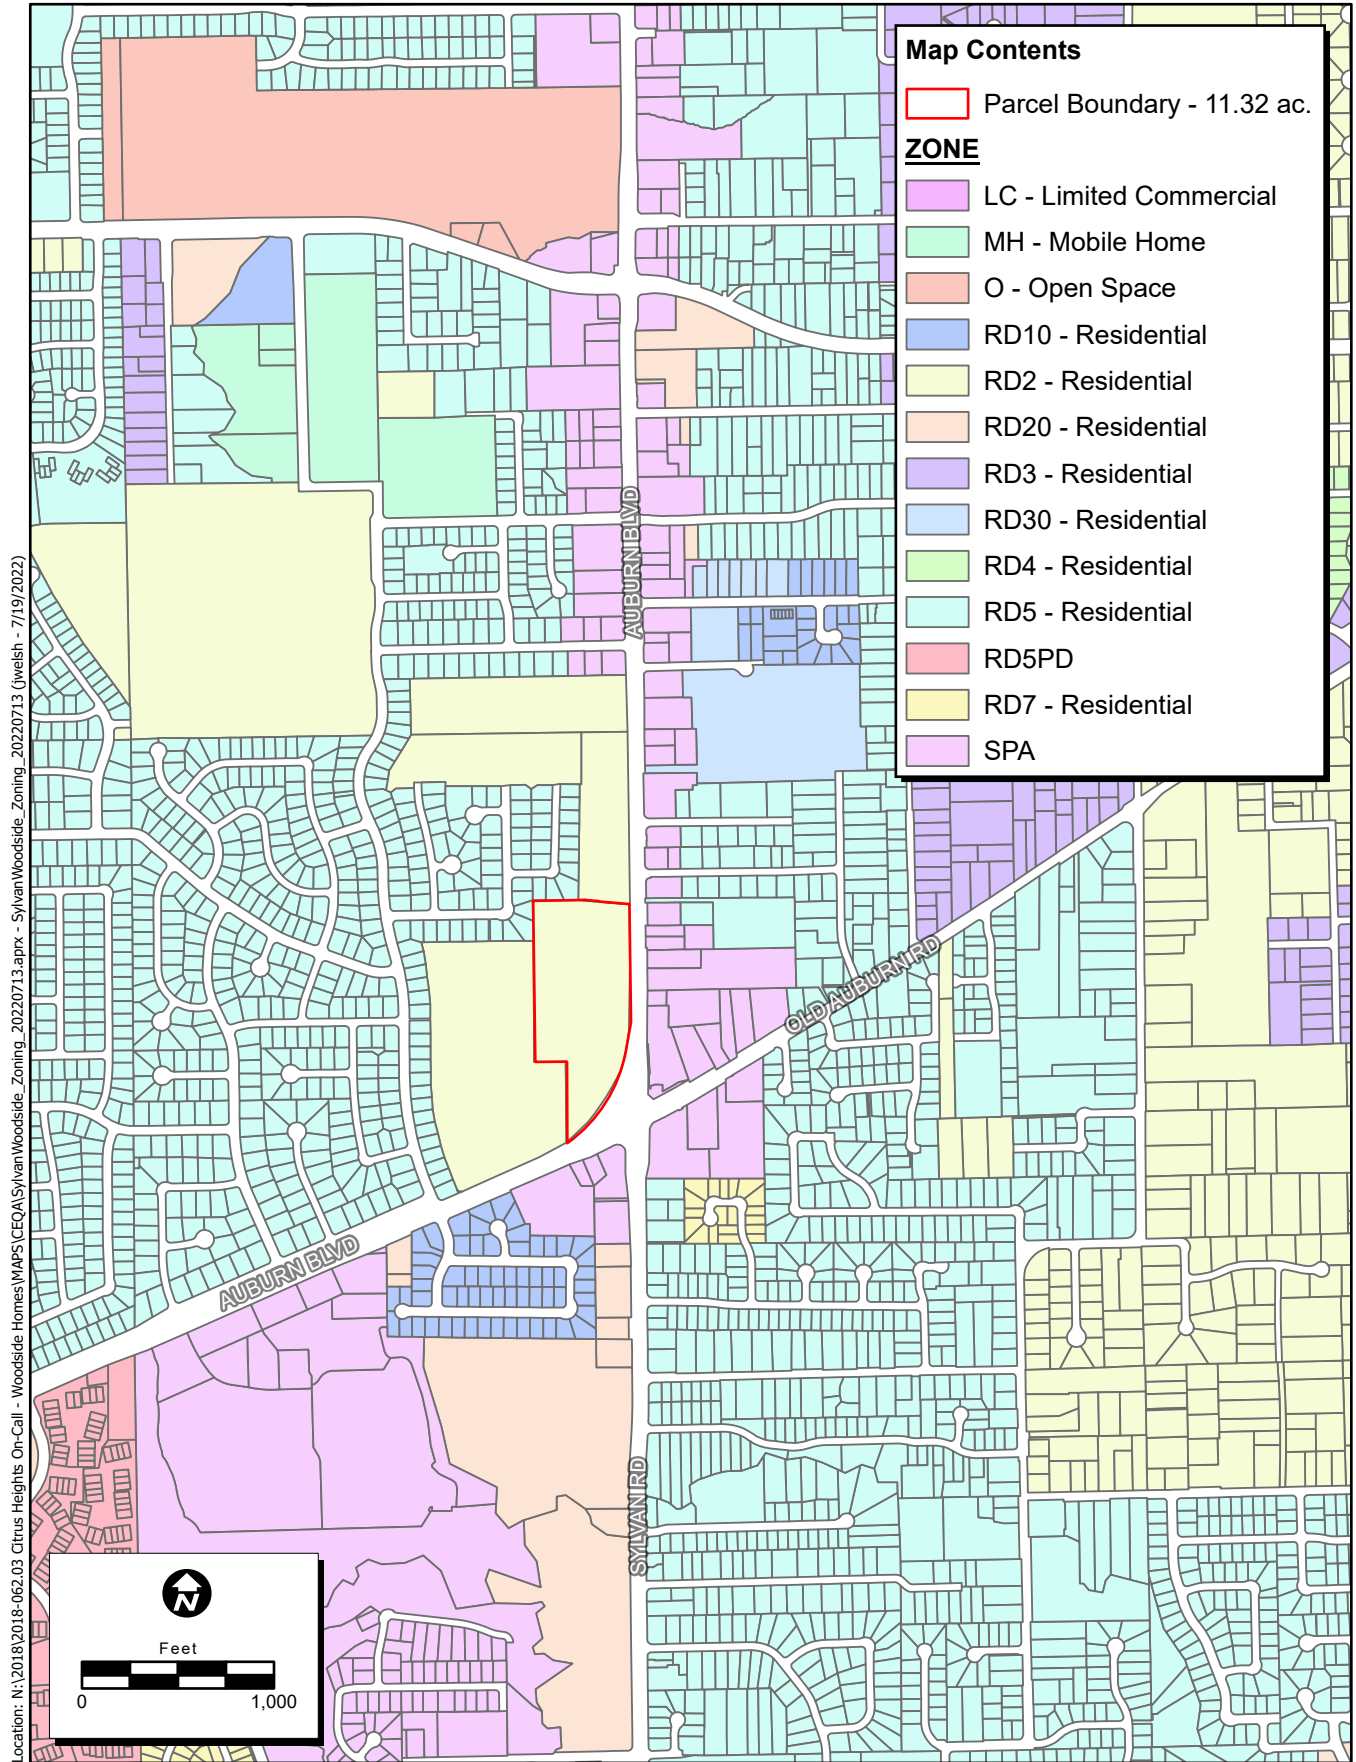 Map Contents
Parcel Boundary - 11.32 ac.
ZONE
LC - Limited Commercial
MH - Mobile Home
O - Open Space
RD10 - Residential
RD2 - Residential
RD20 - Residential
RD3 - Residential
RD30 - Residential
RD4 - Residential
RD5 - Residential
RD5PD
RD7 - Residential
SPA
AUBURN BLVD
OLD AUBURN RD
AUBURN BLVD
SYLVAN RD
N
Feet
0 1,000
Location: N:\2018\2018-062.03 Citrus Heights On-Call - Woodside Homes\MAPS\CEQA\SylvanWoodside_Zoning_20220713.aprx - SylvanWoodside_Zoning_20220713 (jwelsh - 7/19/2022)